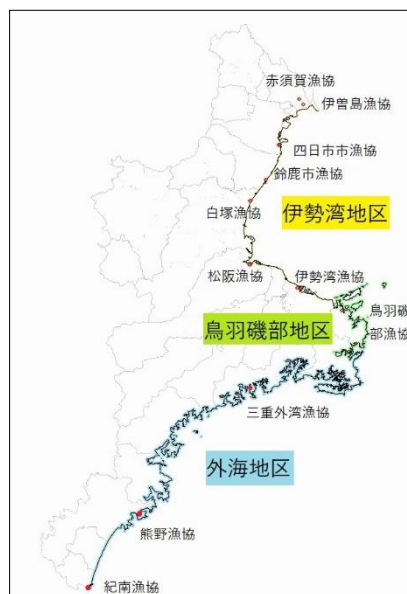 赤須賀漁協
伊曽島漁協
四日市市漁協
鈴鹿市漁協
伊勢湾地区
白塚漁協
松阪漁協
伊勢湾漁協
鳥羽磯
部漁協
鳥羽磯部地区
三重外湾漁協
外海地区
熊野漁協
紀南漁協